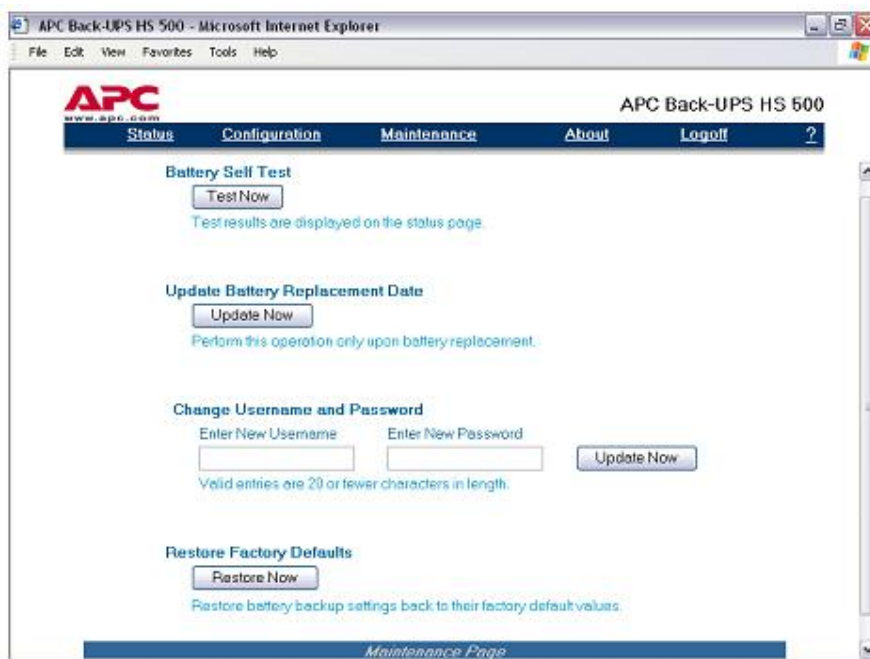 APC Back-UPS HS 500 - Microsoft Internet Explorer
File Edit View Favorites Tools Help
APC
www.apc.com
APC Back-UPS HS 500
Status Configuration Maintenance About Logoff ?
Battery Self Test
Test Now
Test results are displayed on the status page.
Update Battery Replacement Date
Update Now
Perform this operation only upon battery replacement.
Change Username and Password
Enter New Username Enter New Password
Update Now
Valid entries are 20 or fewer characters in length.
Restore Factory Defaults
Restore Now
Restore battery backup settings back to their factory default values.
Maintenance Page